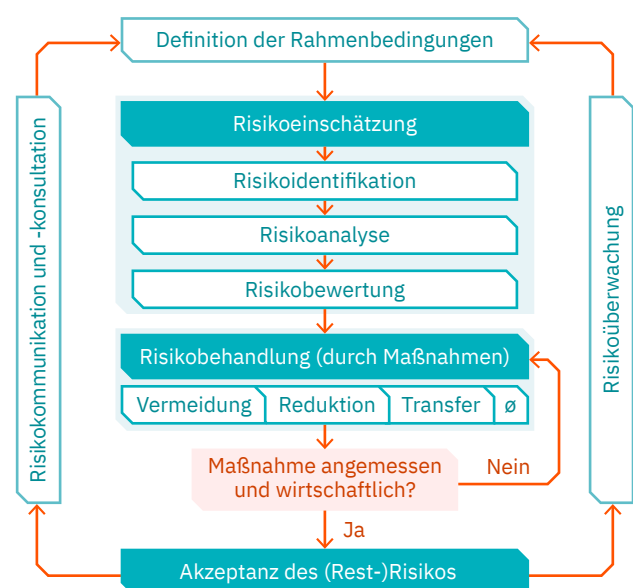 Definition der Rahmenbedingungen
Risikokommunikation und -konsultation
Risikoeinschätzung
Risikoidentifikation
Risikoanalyse
Risikobewertung
Risikobehandlung (durch Maßnahmen)
Vermeidung
Reduktion
Transfer
ø
Maßnahme angemessen
und wirtschaftlich?
Nein
Ja
Akzeptanz des (Rest-)Risikos
Risikoüberwachung